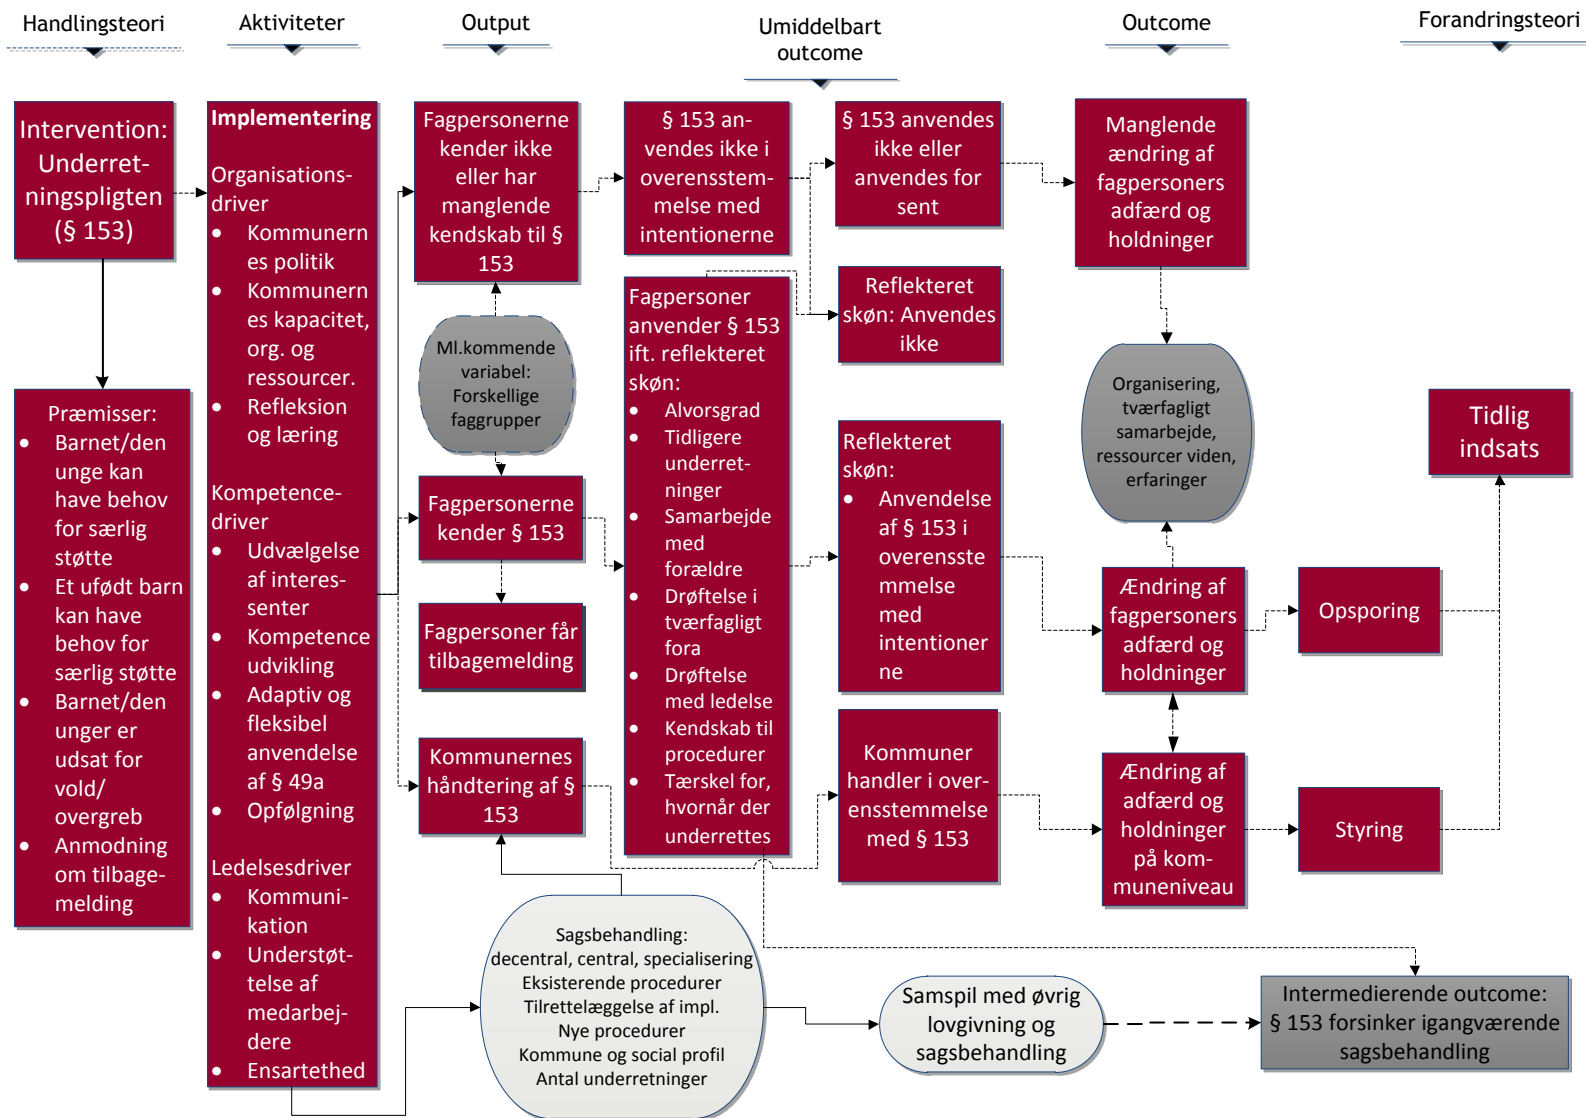 Handlingsteori
Aktiviteter
Output
Umiddelbart
outcome
Outcome
Forandringsteori
Intervention:
Underret-
ningspligten
(§ 153)
Præmisser:
• Barnet/den
unge kan
have behov
for særlig
støtte
• Et ufødt barn
kan have
behov for
særlig støtte
• Barnet/den
unger er
udsat for
vold/
overgreb
• Anmodning
om tilbage-
melding
Implementering
Organisations-
driver
• Kommunern
es politik
• Kommunern
es kapacitet,
org. og
ressourcer.
• Refleksion
og læring
Kompetence-
driver
• Udvælgelse
af interes-
senter
• Kompetence
udvikling
• Adaptiv og
fleksibel
anvendelse
af § 49a
• Opfølgning
Ledelsesdriver
• Kommuni-
kation
• Understøt-
telse af
medarbej-
dere
• Ensartethed
Fagpersonerne
kender ikke
eller har
manglende
kendskab til §
153
Ml.kommende
variabel:
Forskellige
faggrupper
Fagpersonerne
kender § 153
Fagpersoner får
tilbagemelding
Kommunernes
håndtering af §
153
Sagsbehandling:
decentral, central, specialisering
Eksisterende procedurer
Tilrettelæggelse af impl.
Nye procedurer
Kommune og social profil
Antal underretninger
§ 153 an-
vendes ikke i
overensstem-
melse med
intentionerne
Fagpersoner
anvender § 153
ift. reflekteret
skøn:
• Alvorsgrad
• Tidligere
underret-
ninger
• Samarbejde
med
forældre
• Drøftelse i
tværfagligt
fora
• Drøftelse
med ledelse
• Kendskab til
procedurer
• Tærskel for,
hvornår der
underrettes
§ 153 anvendes
ikke eller
anvendes for
sent
Reflekteret
skøn: Anvendes
ikke
Reflekteret
skøn:
• Anvendelse
af § 153 i
overensste
mmelse
med
intentioner
ne
Kommuner
handler i over-
ensstemmelse
med § 153
Samspil med øvrig
lovgivning og
sagsbehandling
Manglende
ændring af
fagpersoners
adfærd og
holdninger
Organisering,
tværfagligt
samarbejde,
ressourcer viden,
erfaringer
Ændring af
fagpersoners
adfærd og
holdninger
Ændring af
adfærd og
holdninger
på kom-
muneniveau
Opsporing
Styring
Tidlig
indsats
Intermedierende outcome:
§ 153 forsinker igangværende
sagsbehandling